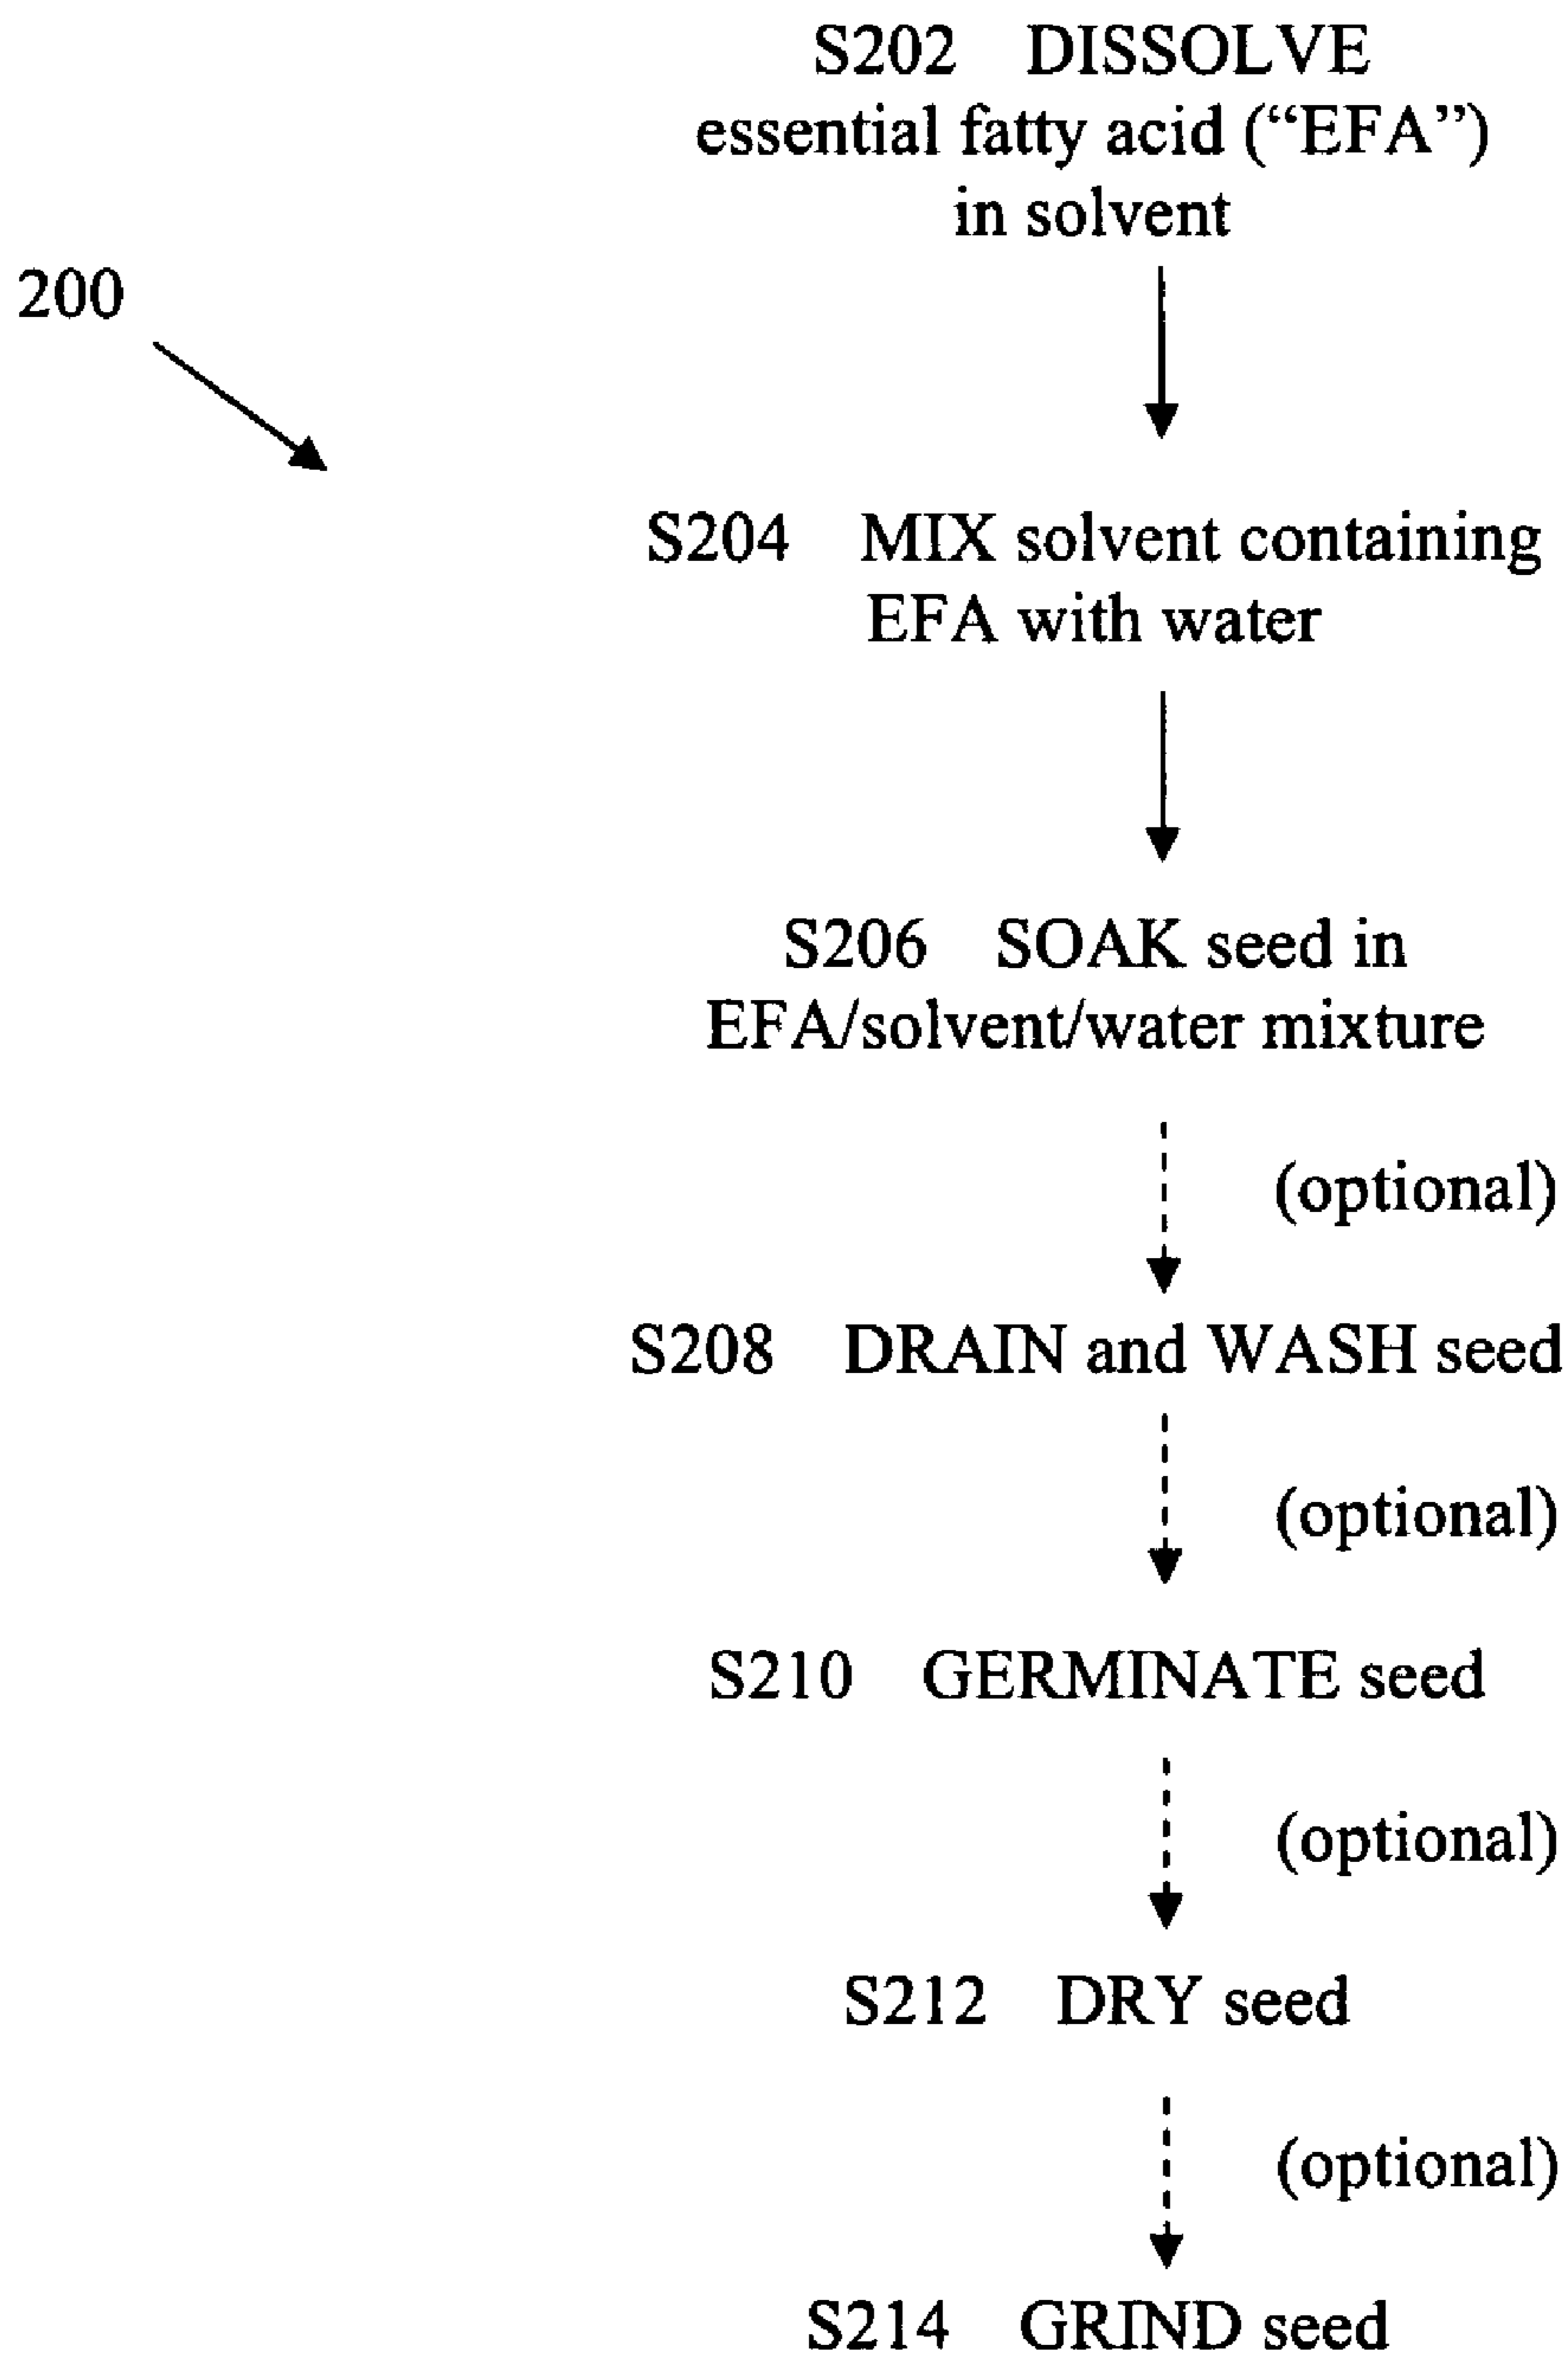 S202 DISSOLVE
essential fatty acid (“EFA”)
in solvent
200
S204 MIX solvent containing
EFA with water
S206 SOAK seed in
EFA/solvent/water mixture
(optional)
S208 DRAIN and WASH seed
(optional)
S210 GERMINATE seed
(optional)
S212 DRY seed
(optional)
S214 GRIND seed